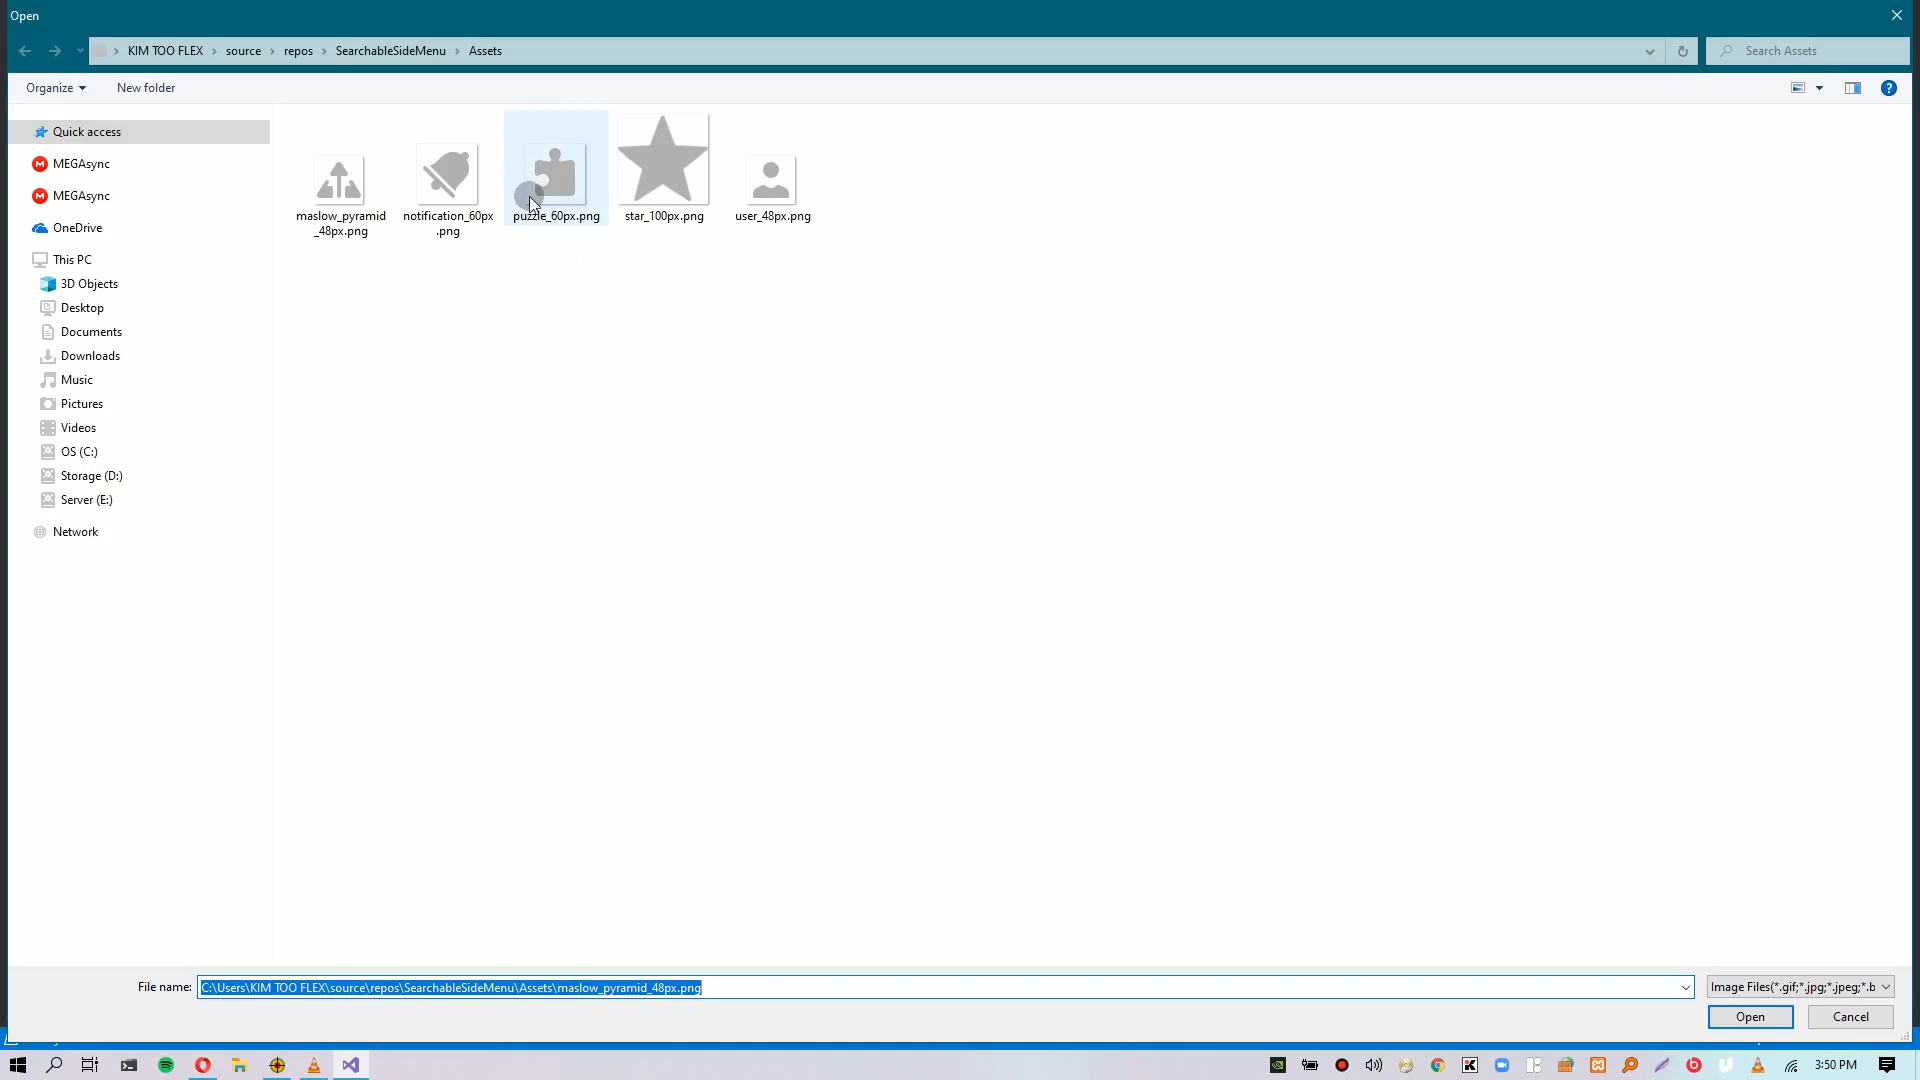 Open
KIM TOO FLEX › source › repos › SearchableSideMenu › Assets
Search Assets
Organize
New folder
Quick access
MEGAsync
MEGAsync
OneDrive
This PC
3D Objects
Desktop
Documents
Downloads
Music
Pictures
Videos
OS (C:)
Storage (D:)
Server (E:)
Network
maslow_pyramid
_48px.png
notification_60px
.png
puzzle_60px.png
star_100px.png
user_48px.png
File name:
C:\Users\KIM TOO FLEX\source\repos\SearchableSideMenu\Assets\maslow_pyramid_48px.png
Image Files(*.gif;*.jpg;*.jpeg;*.b
Open
Cancel
3:50 PM